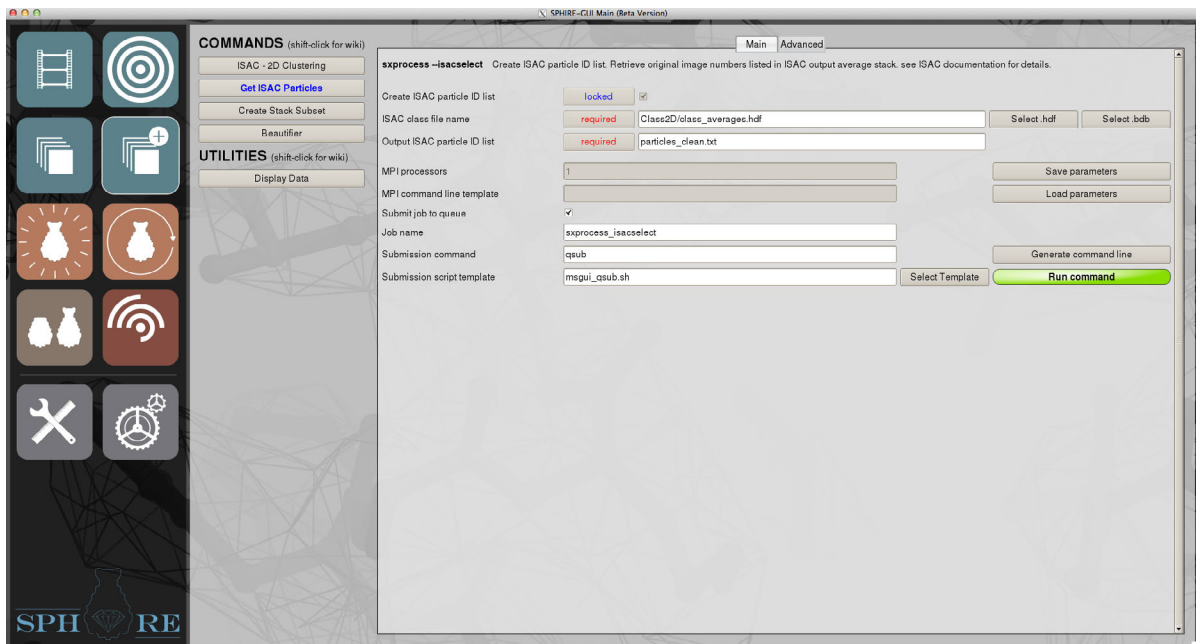 SPHIRE-GUI Main (Beta Version)
COMMANDS (shift-click for wiki)
ISAC - 2D Clustering
Get ISAC Particles
Create Stack Subset
Beautifier
UTILITIES (shift-click for wiki)
Display Data
Main Advanced
sxprocess --isacselect Create ISAC particle ID list. Retrieve original image numbers listed in ISAC output average stack. see ISAC documentation for details.
Create ISAC particle ID list locked
ISAC class file name required Class2D/class_averages.hdf Select .hdf Select .bdb
Output ISAC particle ID list required particles_clean.txt
MPI processors 1 Save parameters
MPI command line template Load parameters
Submit job to queue
Job name sxprocess_isacselect
Submission command qsub Generate command line
Submission script template msgui_qsub.sh Select Template Run command
SPHIRE